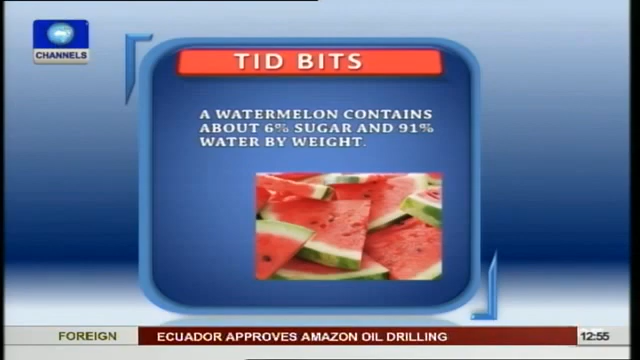 CHANNELS
TID BITS
A WATERMELON CONTAINS
ABOUT 6% SUGAR AND 91%
WATER BY WEIGHT.
FOREIGN
ECUADOR APPROVES AMAZON OIL DRILLING
12:55